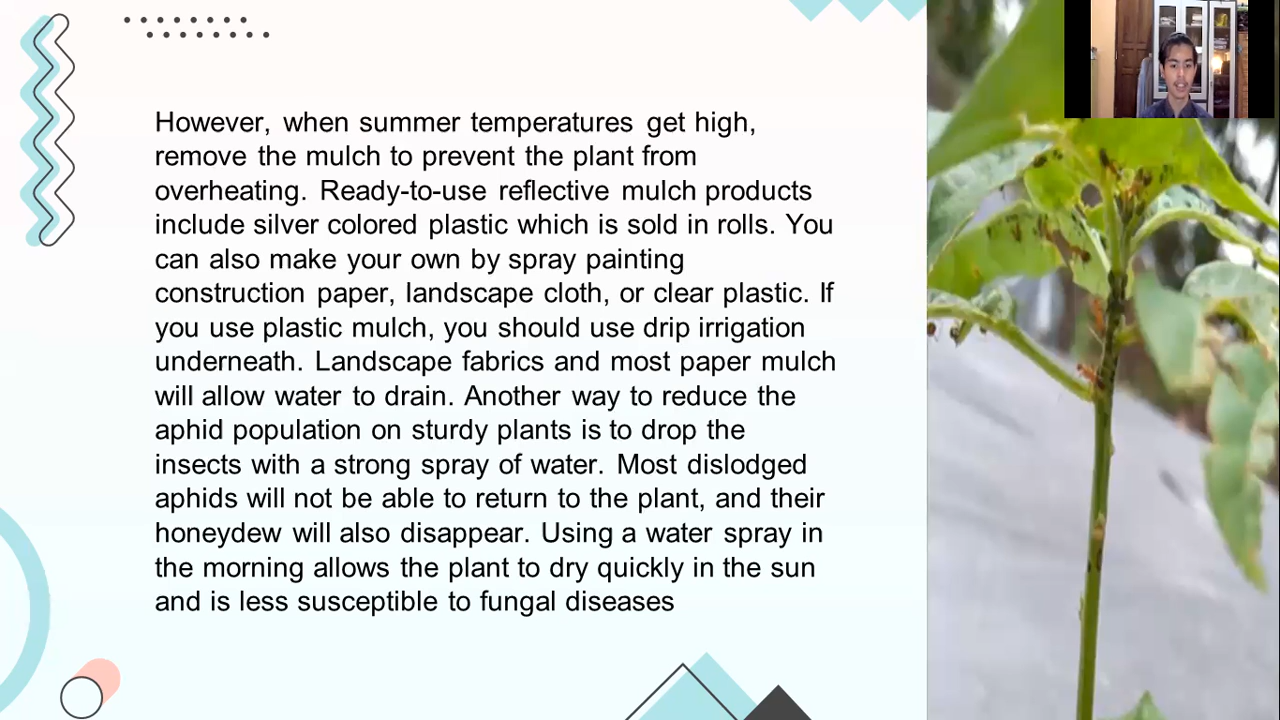 However, when summer temperatures get high,
remove the mulch to prevent the plant from
overheating. Ready-to-use reflective mulch products
include silver colored plastic which is sold in rolls. You
can also make your own by spray painting
construction paper, landscape cloth, or clear plastic. If
you use plastic mulch, you should use drip irrigation
underneath. Landscape fabrics and most paper mulch
will allow water to drain. Another way to reduce the
aphid population on sturdy plants is to drop the
insects with a strong spray of water. Most dislodged
aphids will not be able to return to the plant, and their
honeydew will also disappear. Using a water spray in
the morning allows the plant to dry quickly in the sun
and is less susceptible to fungal diseases